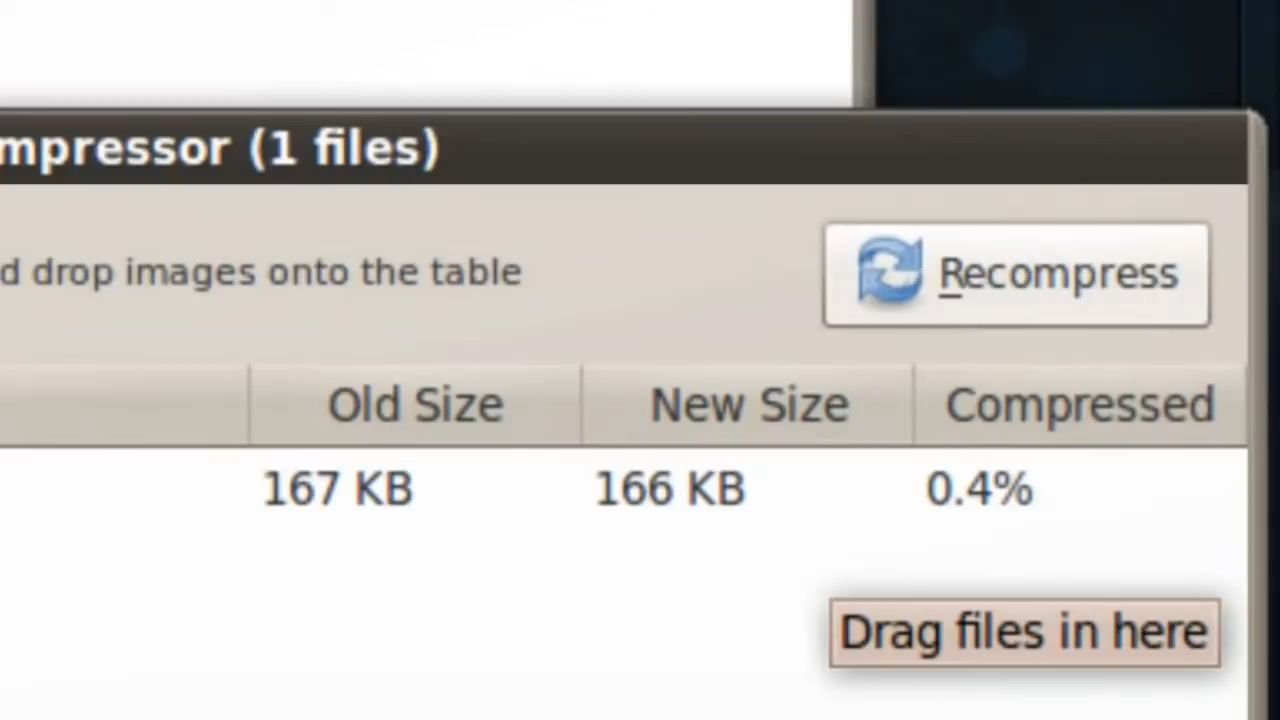 mpressor (1 files)
d drop images onto the table
Recompress
Old Size New Size Compressed
167 KB 166 KB 0.4%
Drag files in here